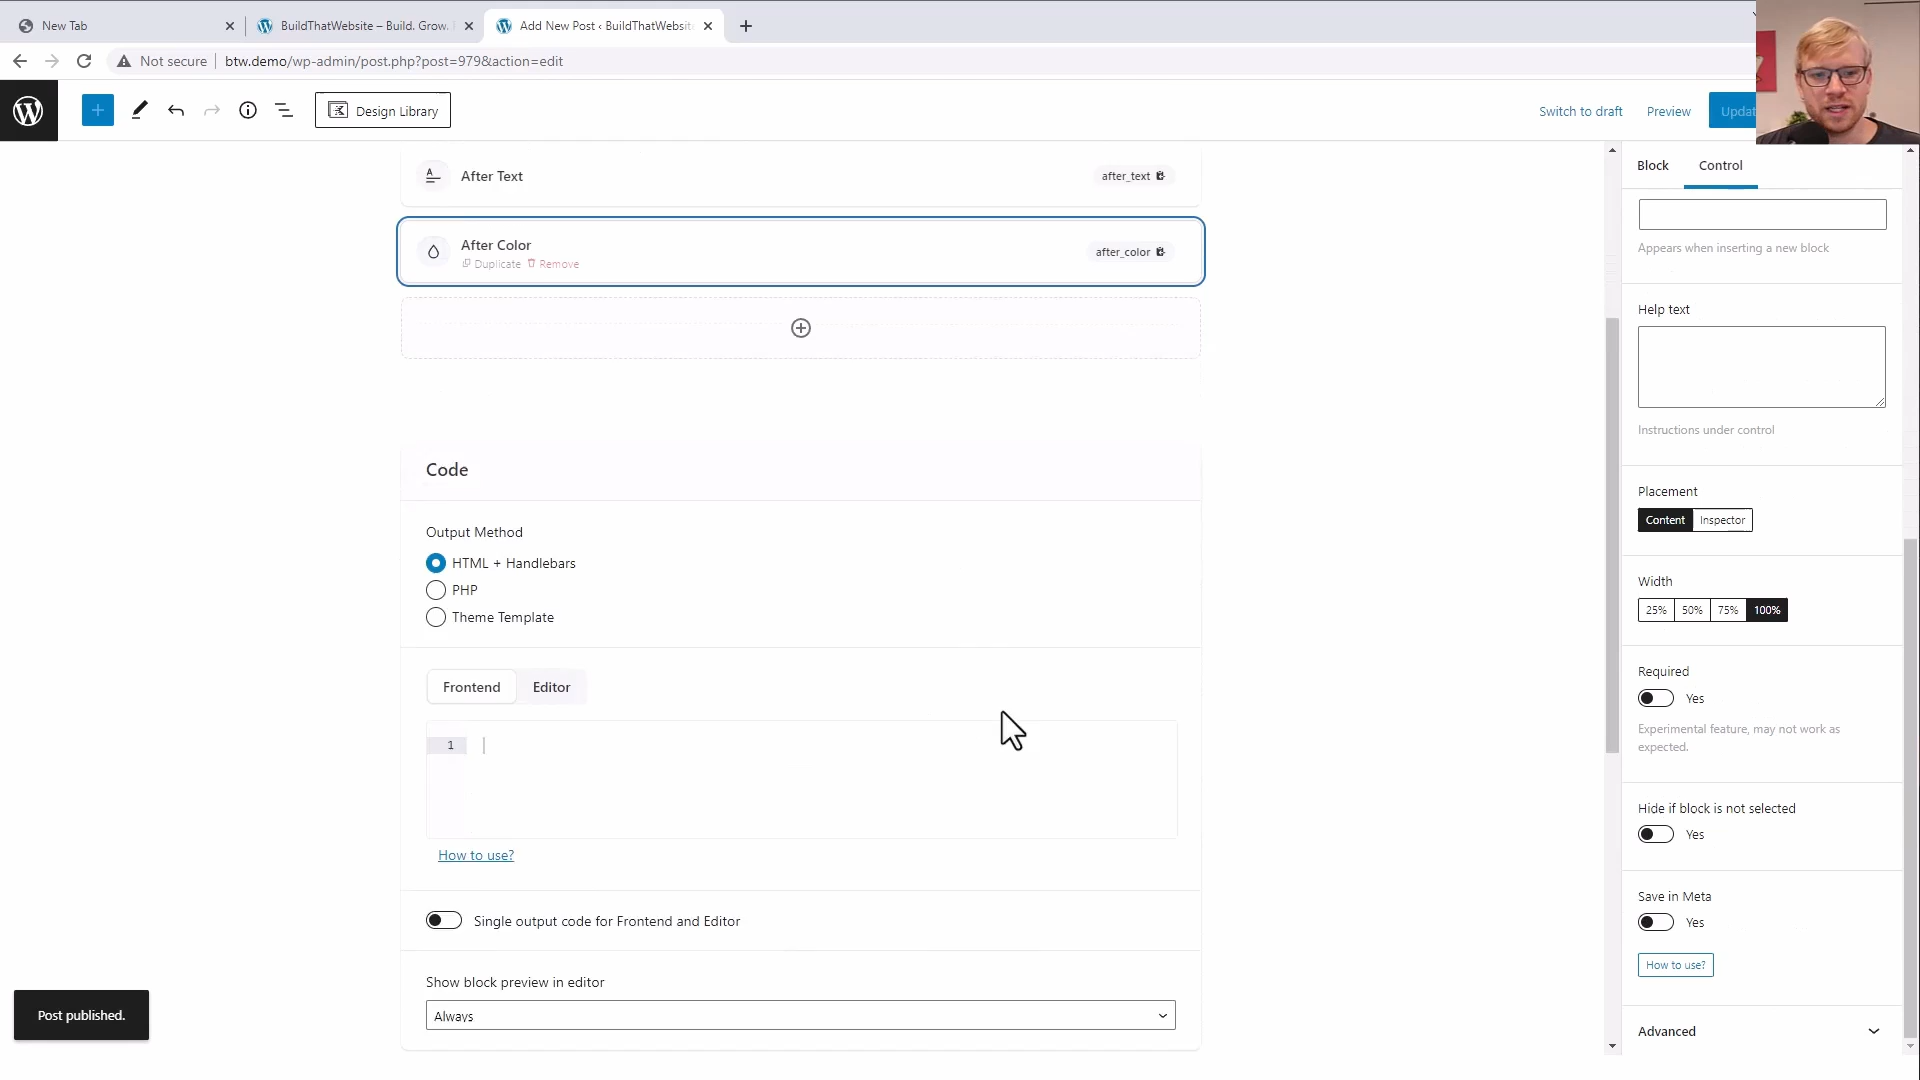 New Tab
BuildThatWebsite – Build. Grow.
Add New Post ‹ BuildThatWebsite
Not secure
btw.demo/wp-admin/post.php?post=979&action=edit
Design Library
Switch to draft
Preview
Updat
Block
Control
After Text
after_text
After Color
Duplicate
Remove
after_color
Appears when inserting a new block
Help text
Instructions under control
Code
Output Method
HTML + Handlebars
PHP
Theme Template
Placement
Content
Inspector
Width
25%
50%
75%
100%
Frontend
Editor
1
How to use?
Required
Yes
Experimental feature, may not work as
expected.
Hide if block is not selected
Yes
Single output code for Frontend and Editor
Save in Meta
Yes
How to use?
Show block preview in editor
Always
Post published.
Advanced